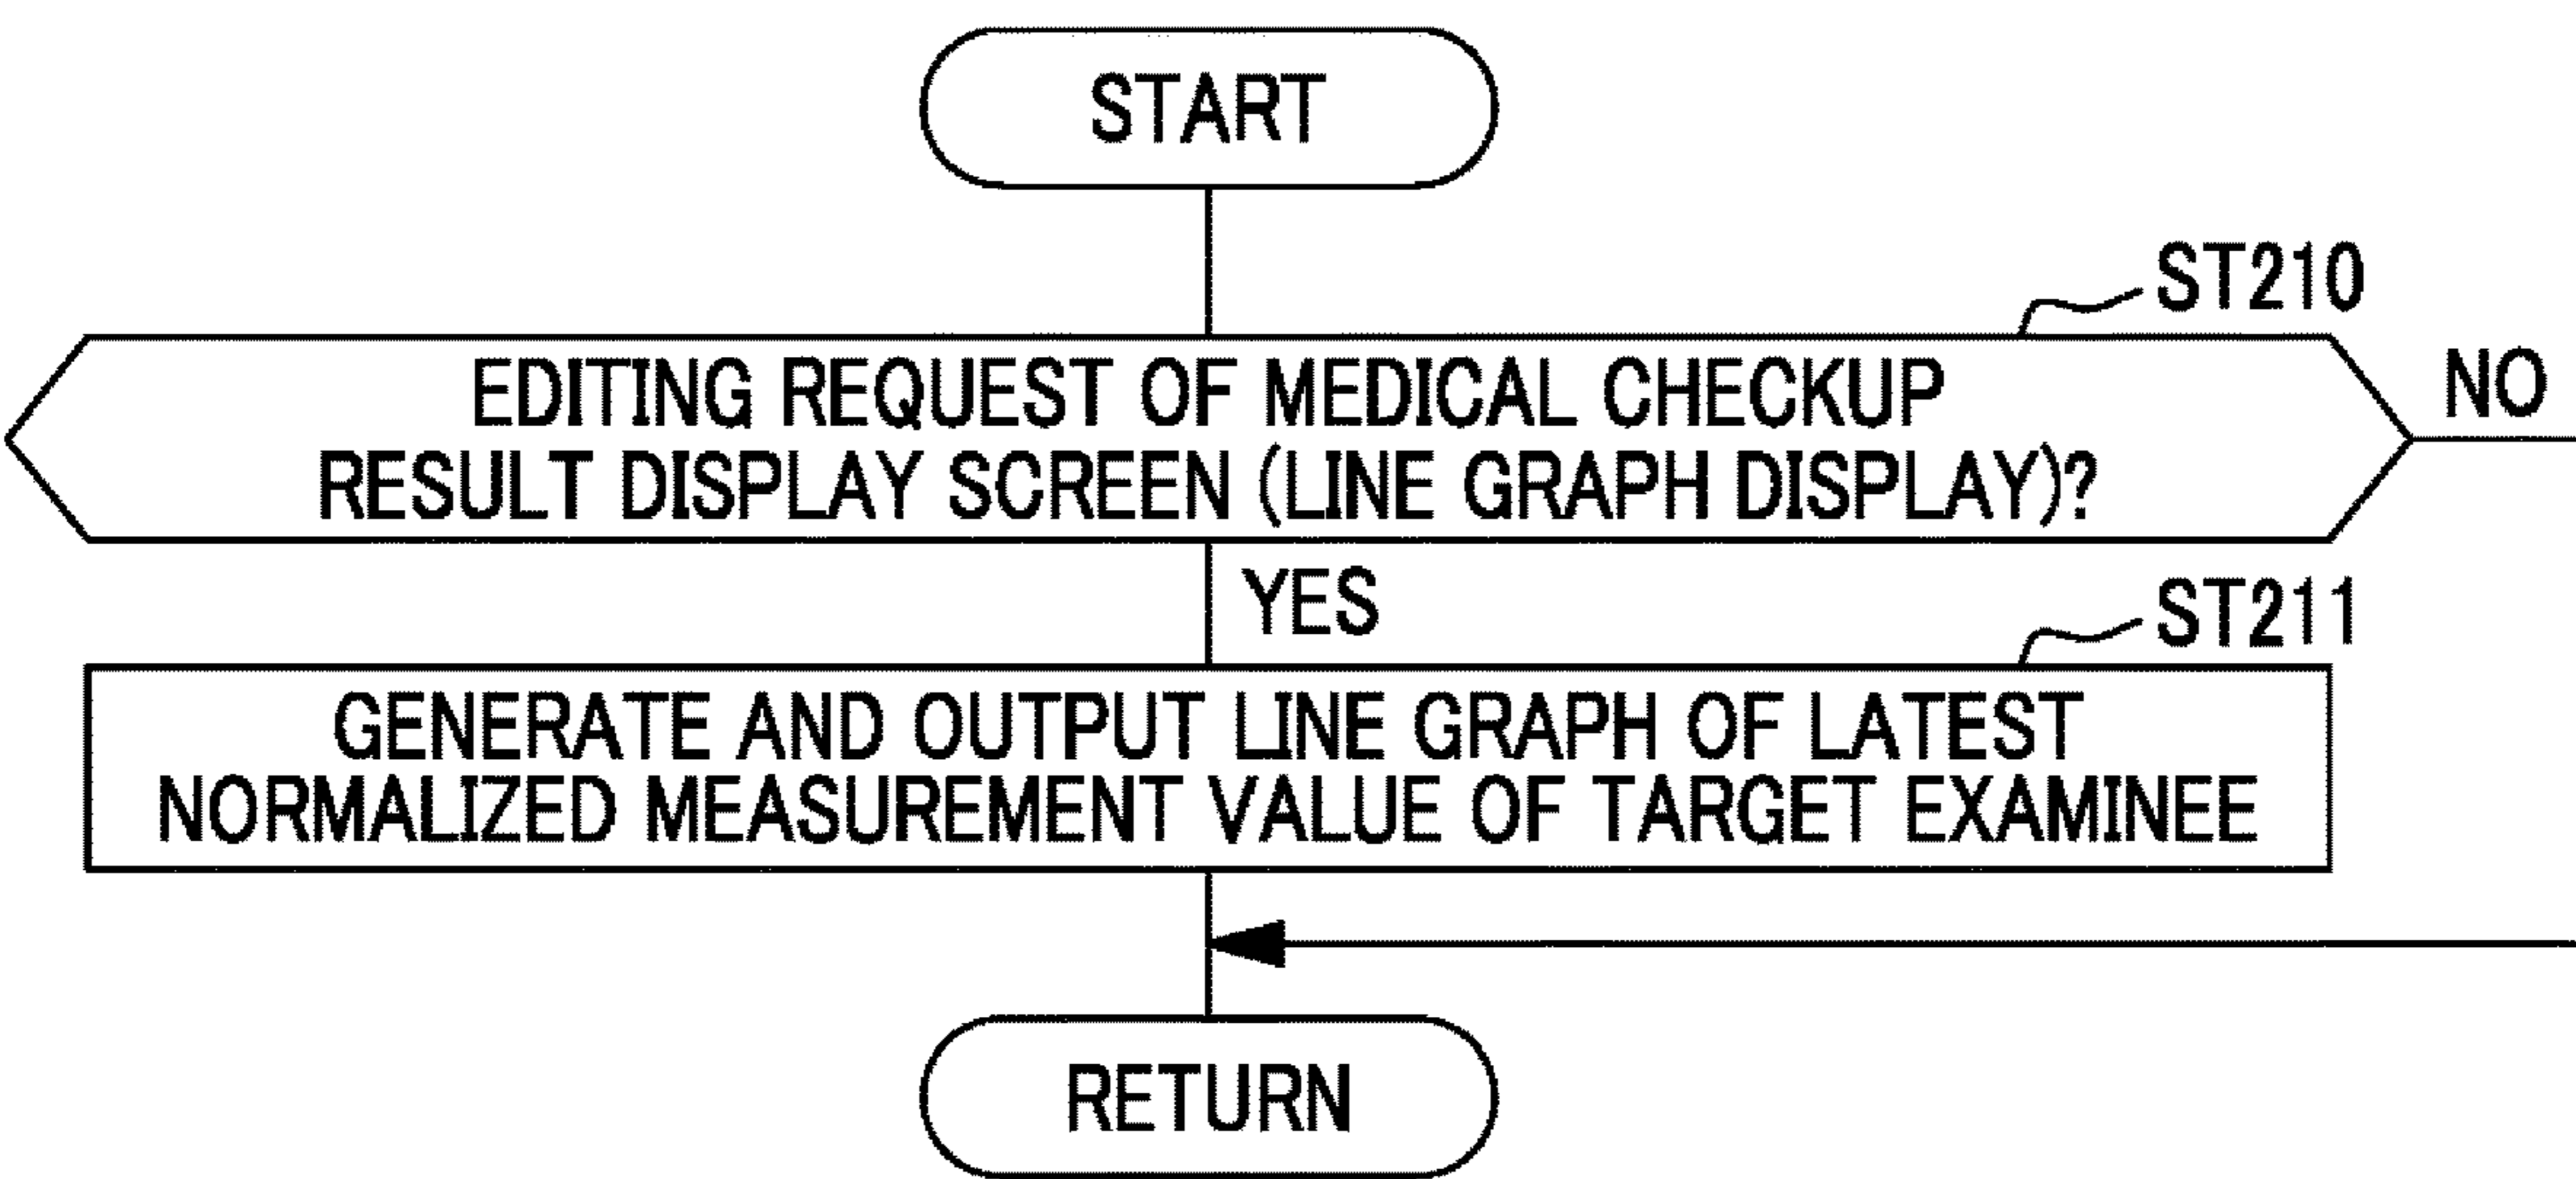 START
ST210
EDITING REQUEST OF MEDICAL CHECKUP
RESULT DISPLAY SCREEN (LINE GRAPH DISPLAY)?
NO
YES
ST211
GENERATE AND OUTPUT LINE GRAPH OF LATEST
NORMALIZED MEASUREMENT VALUE OF TARGET EXAMINEE
RETURN